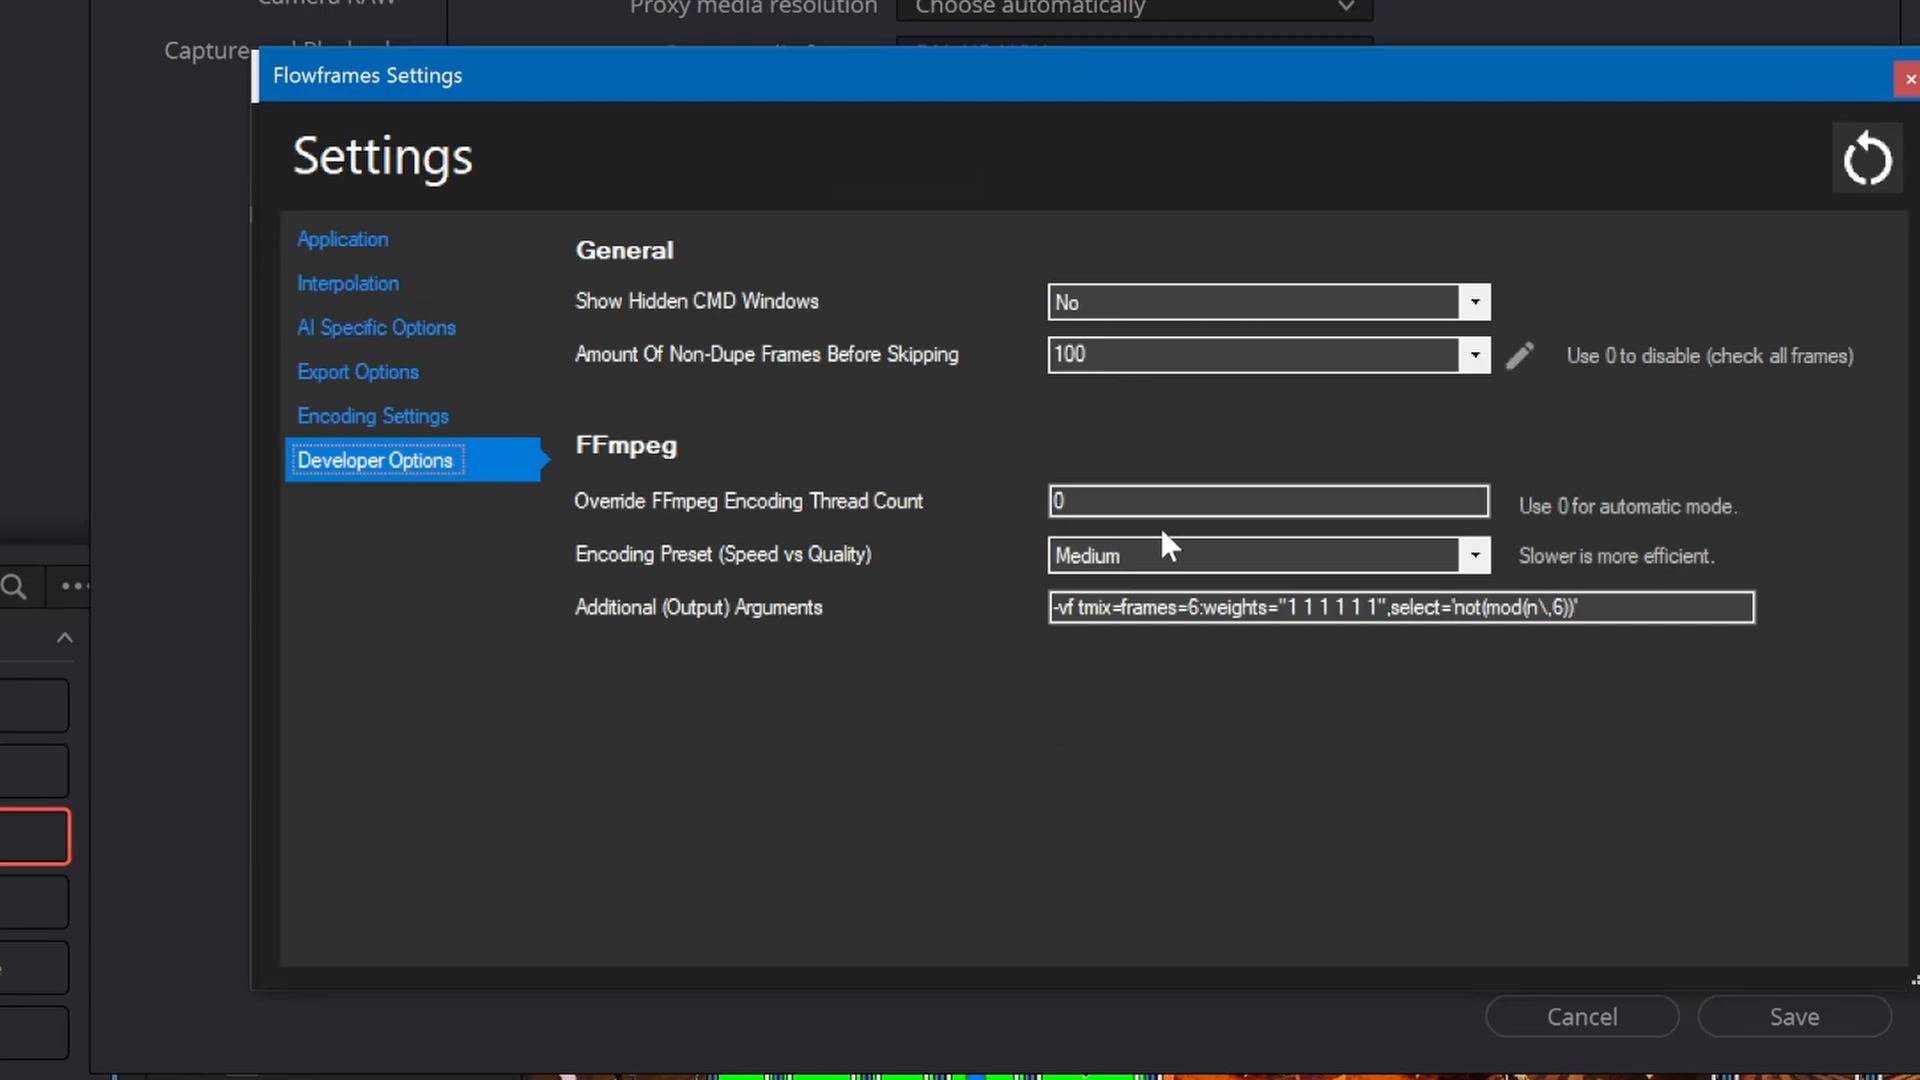 Proxy media resolution
Choose automatically
Capture
Flowframes Settings
Settings
Application
Interpolation
AI Specific Options
Export Options
Encoding Settings
Developer Options
General
Show Hidden CMD Windows
No
Amount Of Non-Dupe Frames Before Skipping
100
Use 0 to disable (check all frames)
FFmpeg
Override FFmpeg Encoding Thread Count
0
Use 0 for automatic mode.
Encoding Preset (Speed vs Quality)
Medium
Slower is more efficient.
Additional (Output) Arguments
-vf tmix=frames=6:weights="1 1 1 1 1 1",select='not(mod(n\,6))'
Cancel
Save